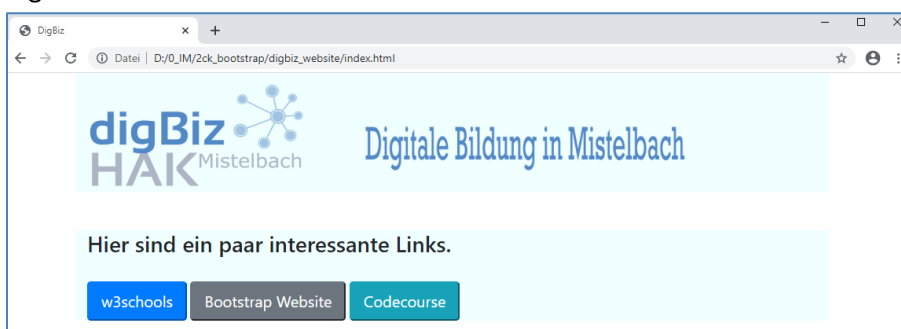 DigBiz
Datei | D:/0_IM/2ck_bootstrap/digbiz_website/index.html
digBiz
HAK Mistelbach
Digitale Bildung in Mistelbach
Hier sind ein paar interessante Links.
w3schools Bootstrap Website Codecourse